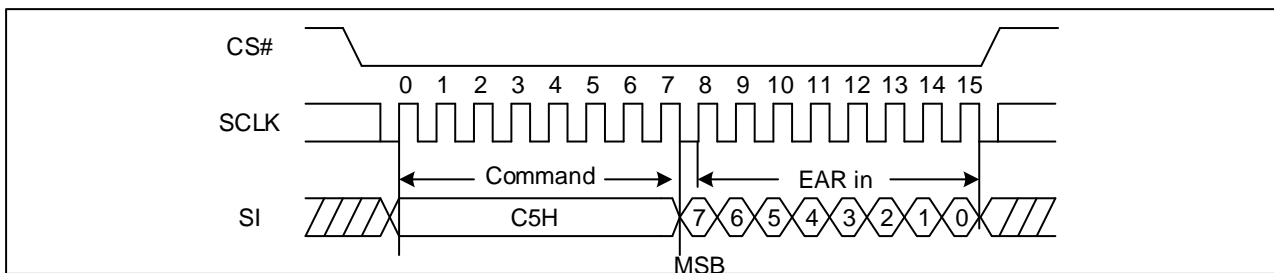 CS#
0 1 2 3 4 5 6 7 8 9 10 11 12 13 14 15
SCLK
Command EAR in
SI C5H 7 6 5 4 3 2 1 0
MSB